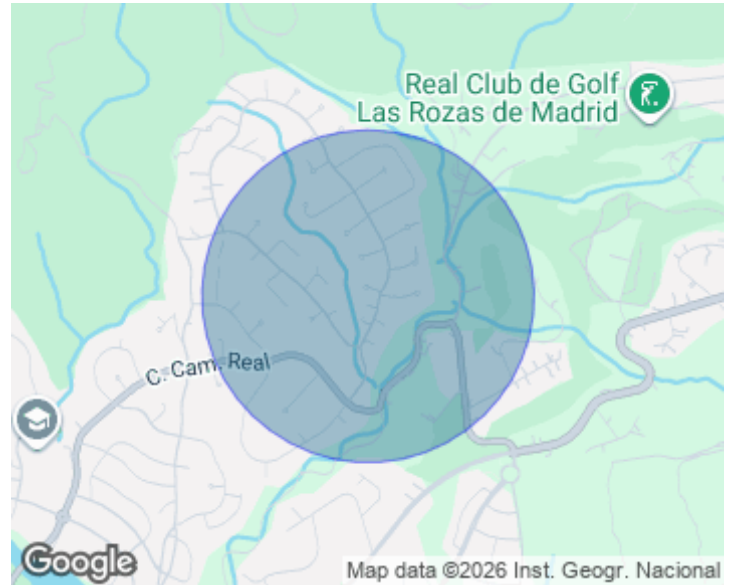 Real Club de Golf
Las Rozas de Madrid
C. Cam. Real
Google
Map data ©2026 Inst. Geogr. Nacional